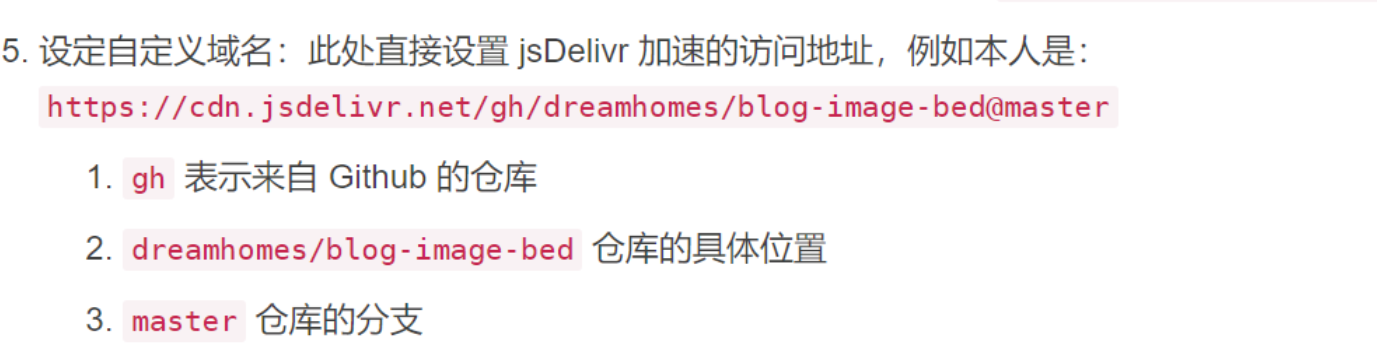 5. 设定自定义域名：此处直接设置 jsDelivr 加速的访问地址，例如本人是：
https://cdn.jsdelivr.net/gh/dreamhomes/blog-image-bed@master
1. gh 表示来自 Github 的仓库
2. dreamhomes/blog-image-bed 仓库的具体位置
3. master 仓库的分支